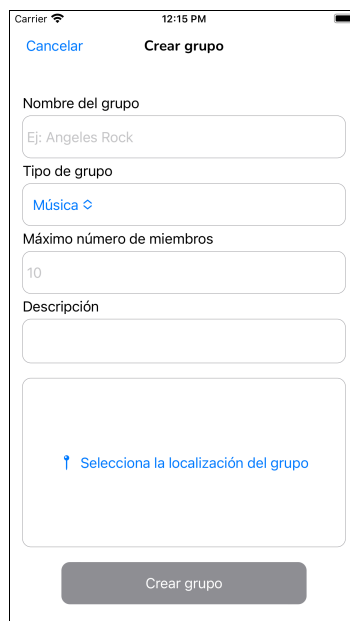 Carrier 12:15 PM
Cancelar Crear grupo
Nombre del grupo
Ej: Angeles Rock
Tipo de grupo
Música
Máximo número de miembros
10
Descripción
Selecciona la localización del grupo
Crear grupo